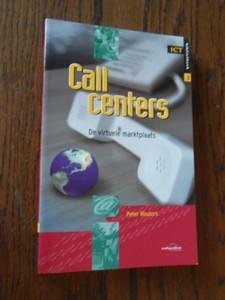 ICT
Call
centers
De virtuele marktplaats
@
Peter Wouters